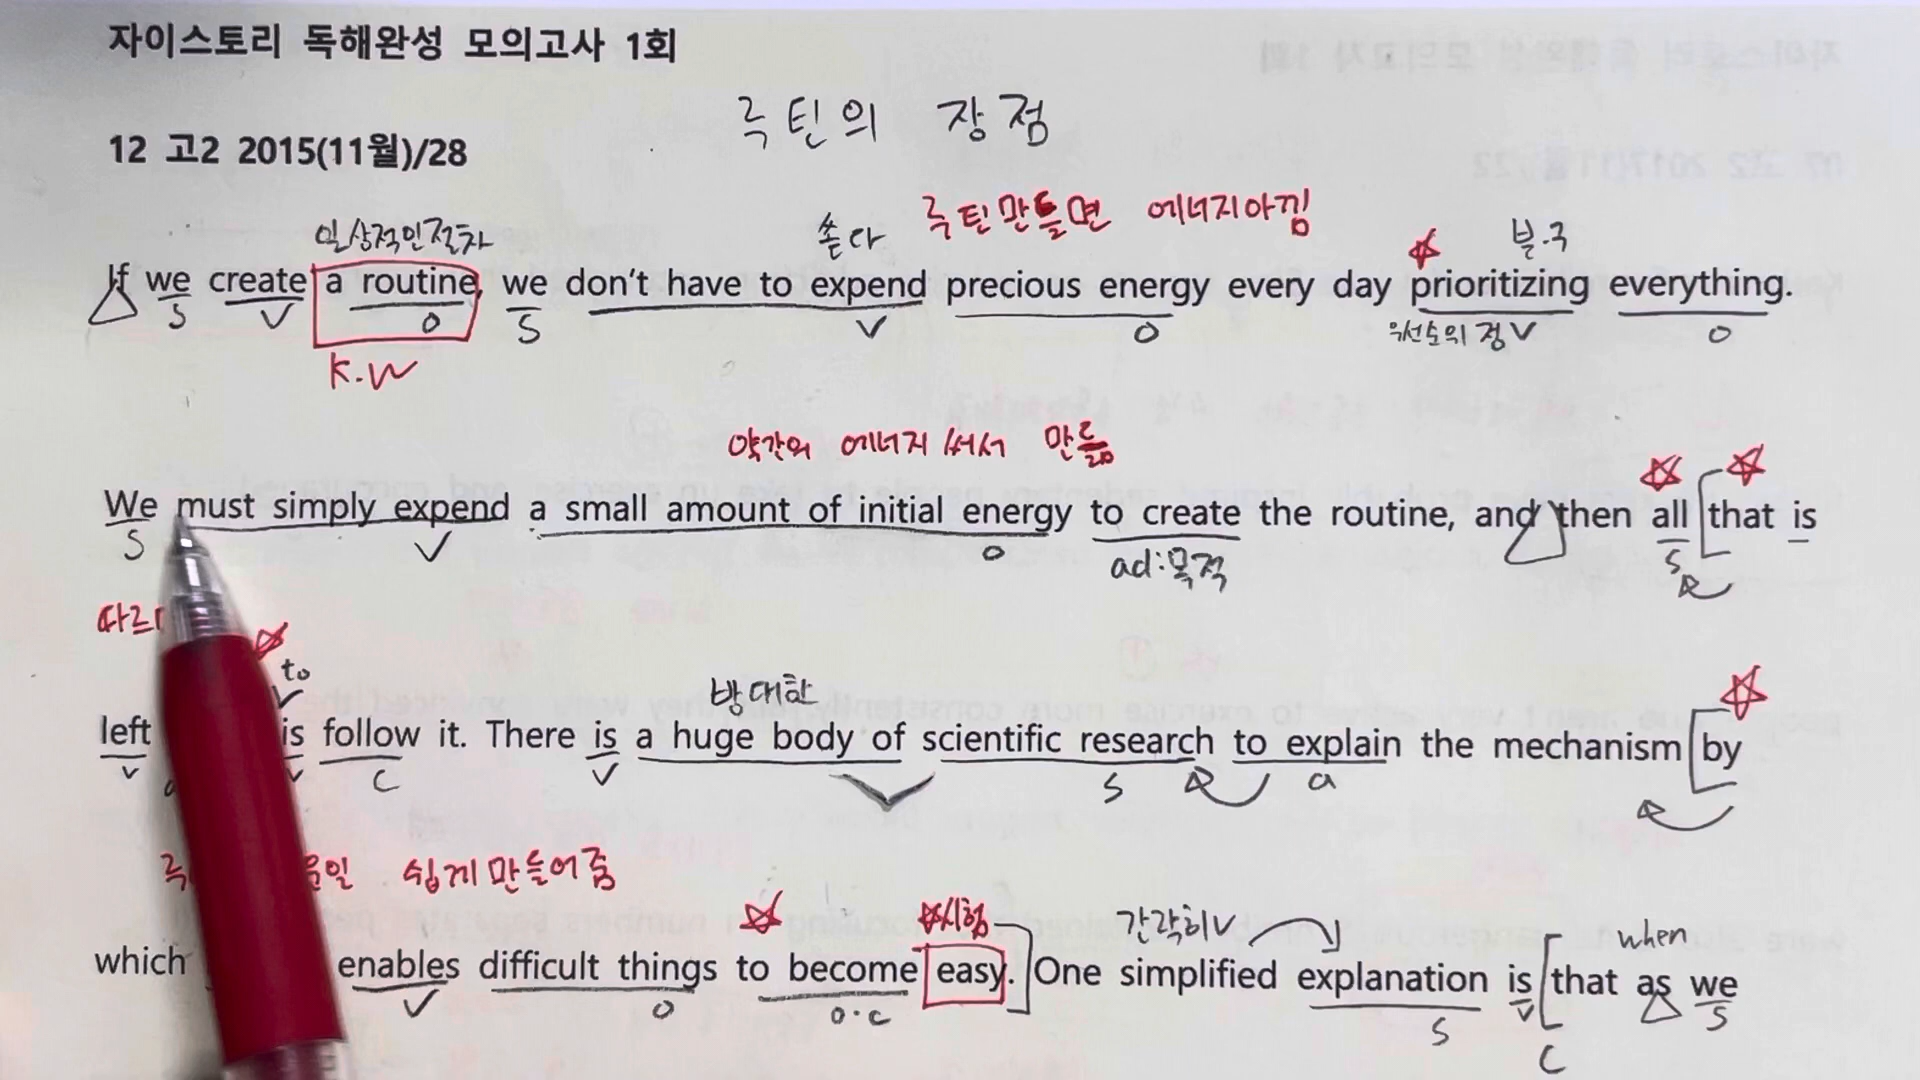 자이스토리 독해완성 모의고사 1회
루틴의 장점
12 고2 2015(11월)/28
루틴만들면 에너지아낌
일상적인절차 쏟다 분.구
If we create a routine, we don't have to expend precious energy every day prioritizing everything.
S V O S V O 우선순위 정 V O
K.W
약간의 에너지 써서 만듦
We must simply expend a small amount of initial energy to create the routine, and then all that is
S V O ad:목적 S
따르
to 방대한
left is follow it. There is a huge body of scientific research to explain the mechanism by
V V C V S a
쉽게만들어줌
시험 간략히V when
which enables difficult things to become easy. One simplified explanation is that as we
V O O·C S V S
C